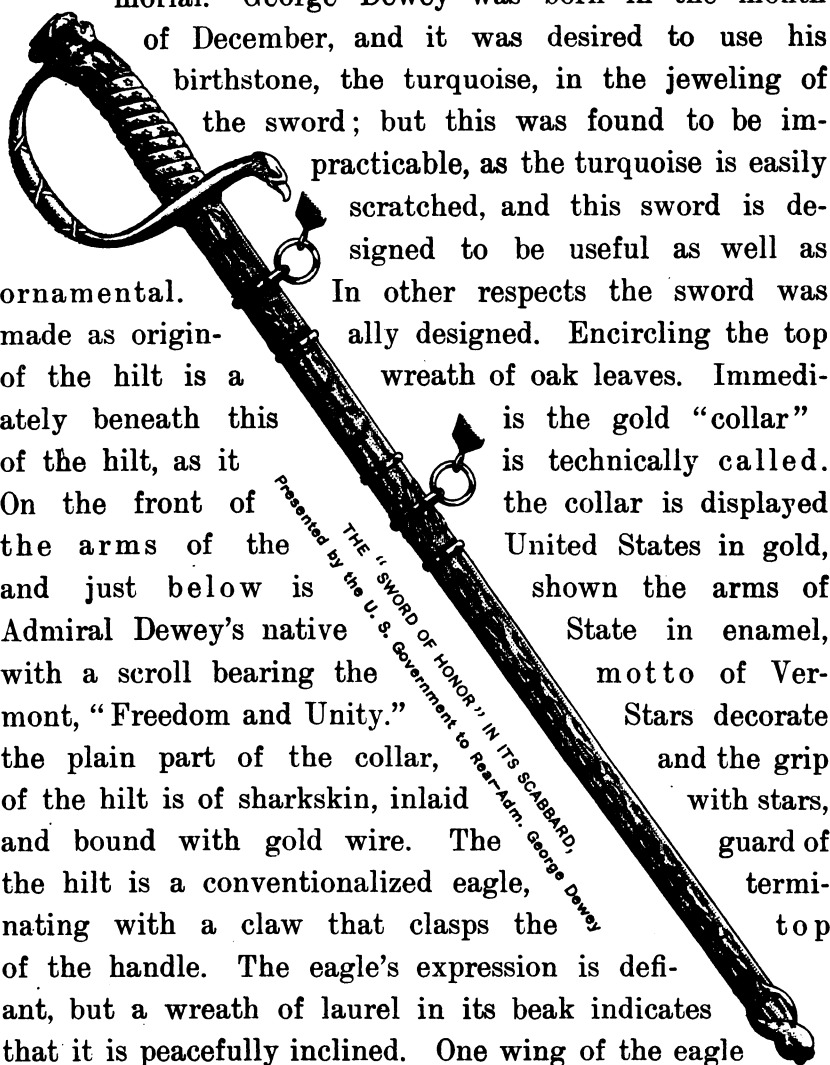 morial. George Dewey was born in the month
of December, and it was desired to use his
birthstone, the turquoise, in the jeweling of
the sword; but this was found to be im-
practicable, as the turquoise is easily
scratched, and this sword is de-
signed to be useful as well as
ornamental. In other respects the sword was
made as origin- ally designed. Encircling the top
of the hilt is a wreath of oak leaves. Immedi-
ately beneath this is the gold “collar”
of the hilt, as it is technically called.
On the front of the collar is displayed
the arms of the United States in gold,
and just below is shown the arms of
Admiral Dewey's native State in enamel,
with a scroll bearing the motto of Ver-
mont, “Freedom and Unity.” Stars decorate
the plain part of the collar, and the grip
of the hilt is of sharkskin, inlaid with stars,
and bound with gold wire. The guard of
the hilt is a conventionalized eagle, termi-
nating with a claw that clasps the top
of the handle. The eagle's expression is defi-
ant, but a wreath of laurel in its beak indicates
that it is peacefully inclined. One wing of the eagle
THE “SWORD OF HONOR” IN ITS SCABBARD,
Presented by the U. S. Government to Rear-Adm. George Dewey